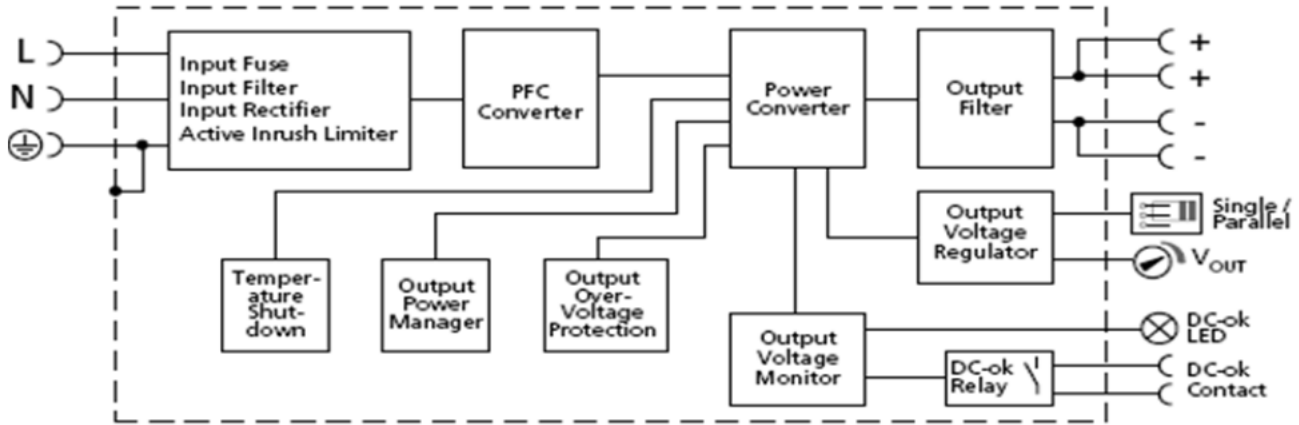 L
N
Input Fuse
Input Filter
Input Rectifier
Active Inrush Limiter
PFC
Converter
Power
Converter
Output
Filter
+
+
-
-
Output
Voltage
Regulator
Single /
Parallel
VOUT
Temper-
ature
Shut-
down
Output
Power
Manager
Output
Over-
Voltage
Protection
Output
Voltage
Monitor
DC-ok
LED
DC-ok
Relay
DC-ok
Contact